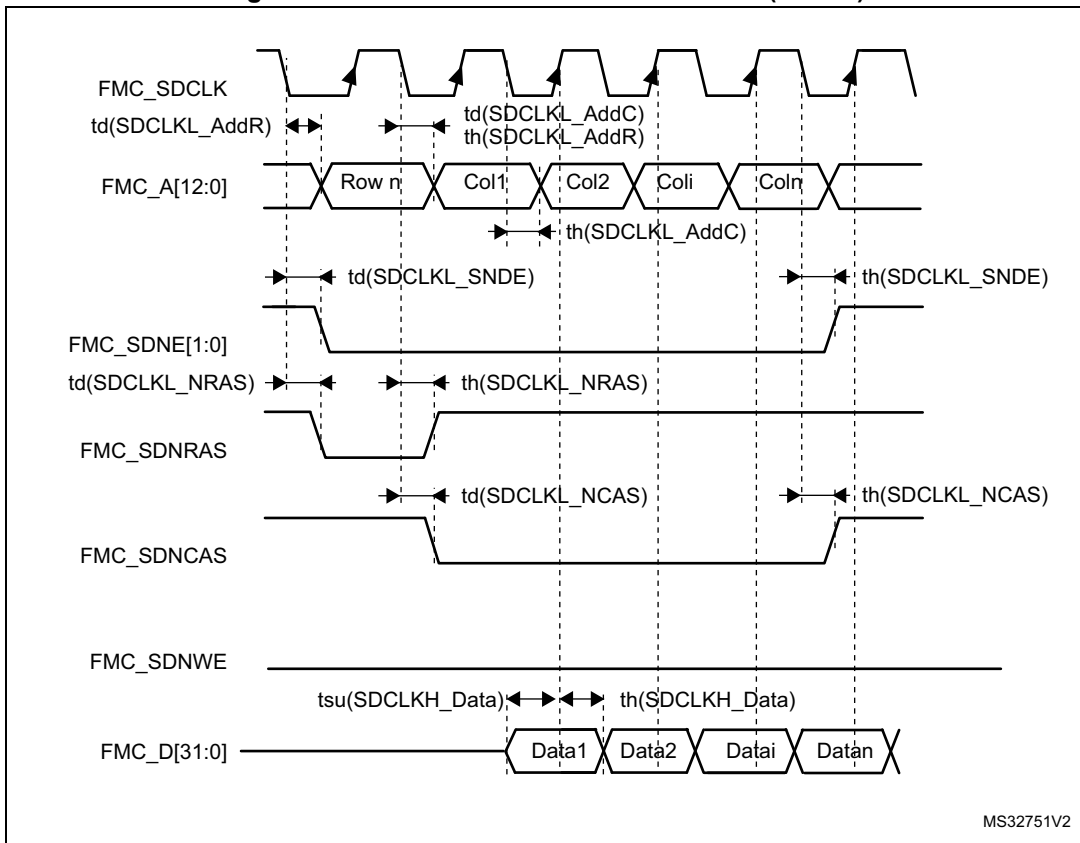 FMC_SDCLK
td(SDCLKL_AddR)
td(SDCLKL_AddC)
th(SDCLKL_AddR)
FMC_A[12:0]
Row n
Col1
Col2
Coli
Coln
th(SDCLKL_AddC)
td(SDCLKL_SNDE)
th(SDCLKL_SNDE)
FMC_SDNE[1:0]
td(SDCLKL_NRAS)
th(SDCLKL_NRAS)
FMC_SDNRAS
td(SDCLKL_NCAS)
th(SDCLKL_NCAS)
FMC_SDNCAS
FMC_SDNWE
tsu(SDCLKH_Data)
th(SDCLKH_Data)
FMC_D[31:0]
Data1
Data2
Datai
Datan
MS32751V2